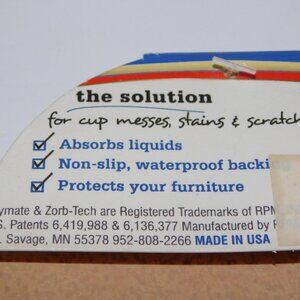 the solution
for cup messes, stains & scratch
Absorbs liquids
Non-slip, waterproof backi
Protects your furniture
ymate & Zorb-Tech are Registered Trademarks of RPM
S. Patents 6,419,988 & 6,136,377 Manufactured by
. Savage, MN 55378 952-808-2266 MADE IN USA